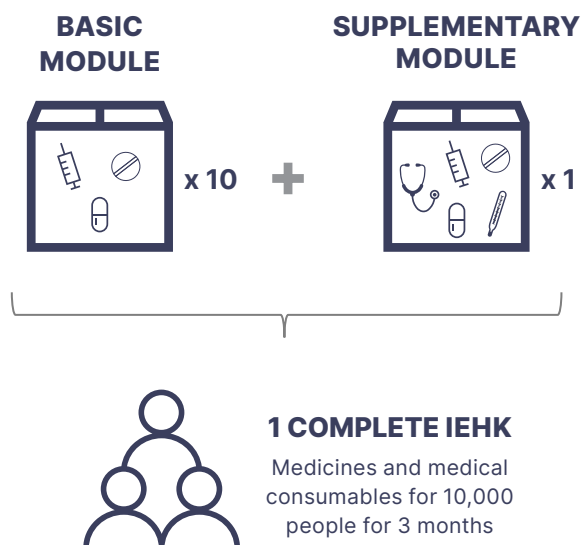 BASIC
MODULE
SUPPLEMENTARY
MODULE
x 10
x 1
1 COMPLETE IEHK
Medicines and medical
consumables for 10,000
people for 3 months